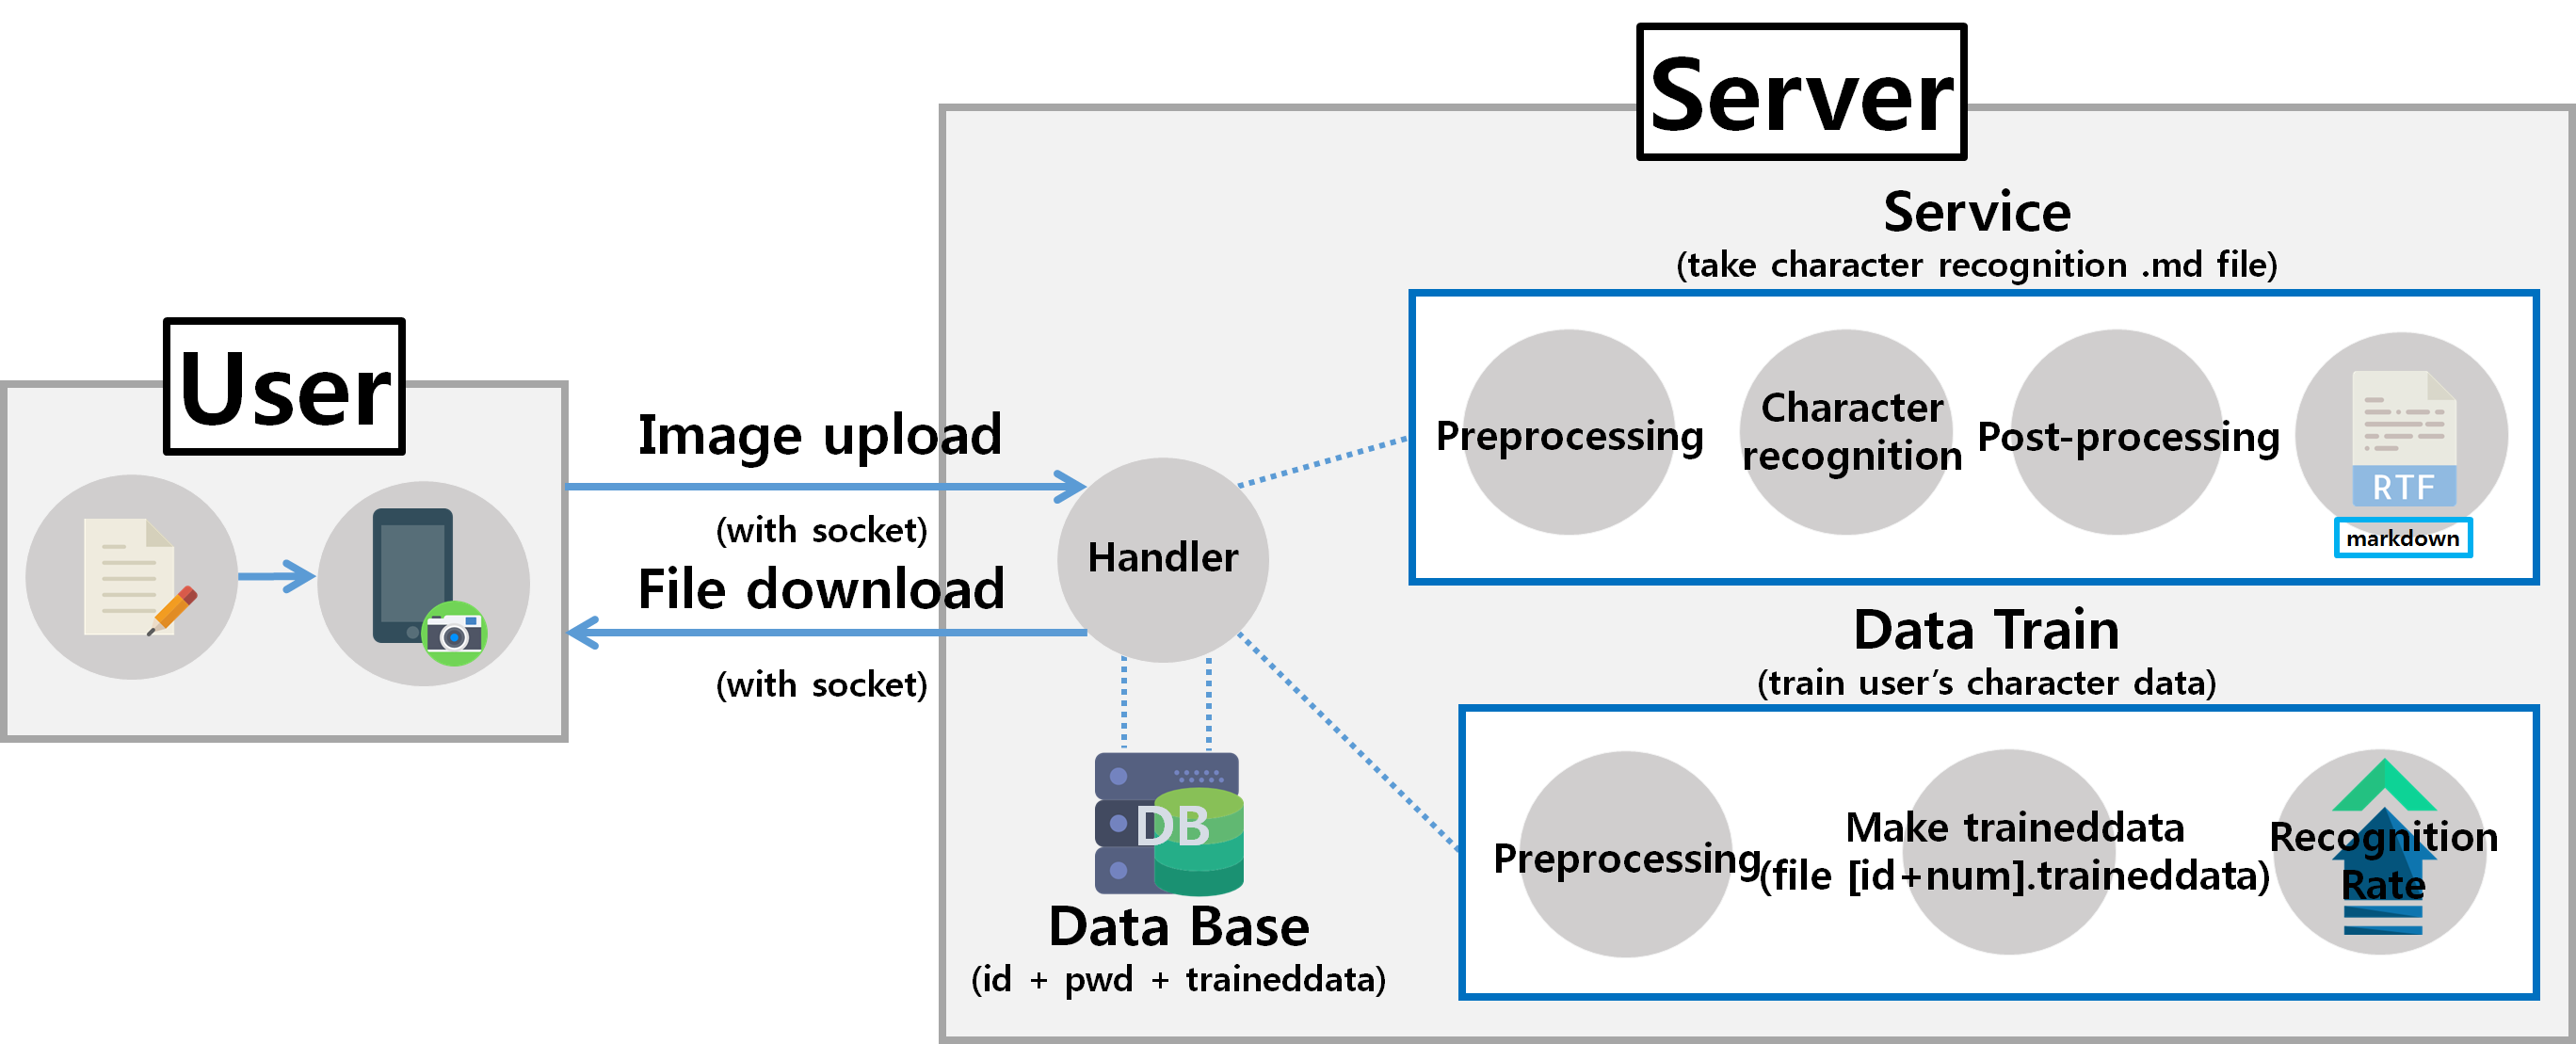 Server
Service
(take character recognition .md file)
User
Image upload
(with socket)
File download
(with socket)
Handler
Preprocessing
Character
recognition
Post-processing
RTF
markdown
Data Train
(train user’s character data)
DB
Data Base
(id + pwd + traineddata)
Preprocessing
Make traineddata
(file [id+num].traineddata)
Recognition
Rate